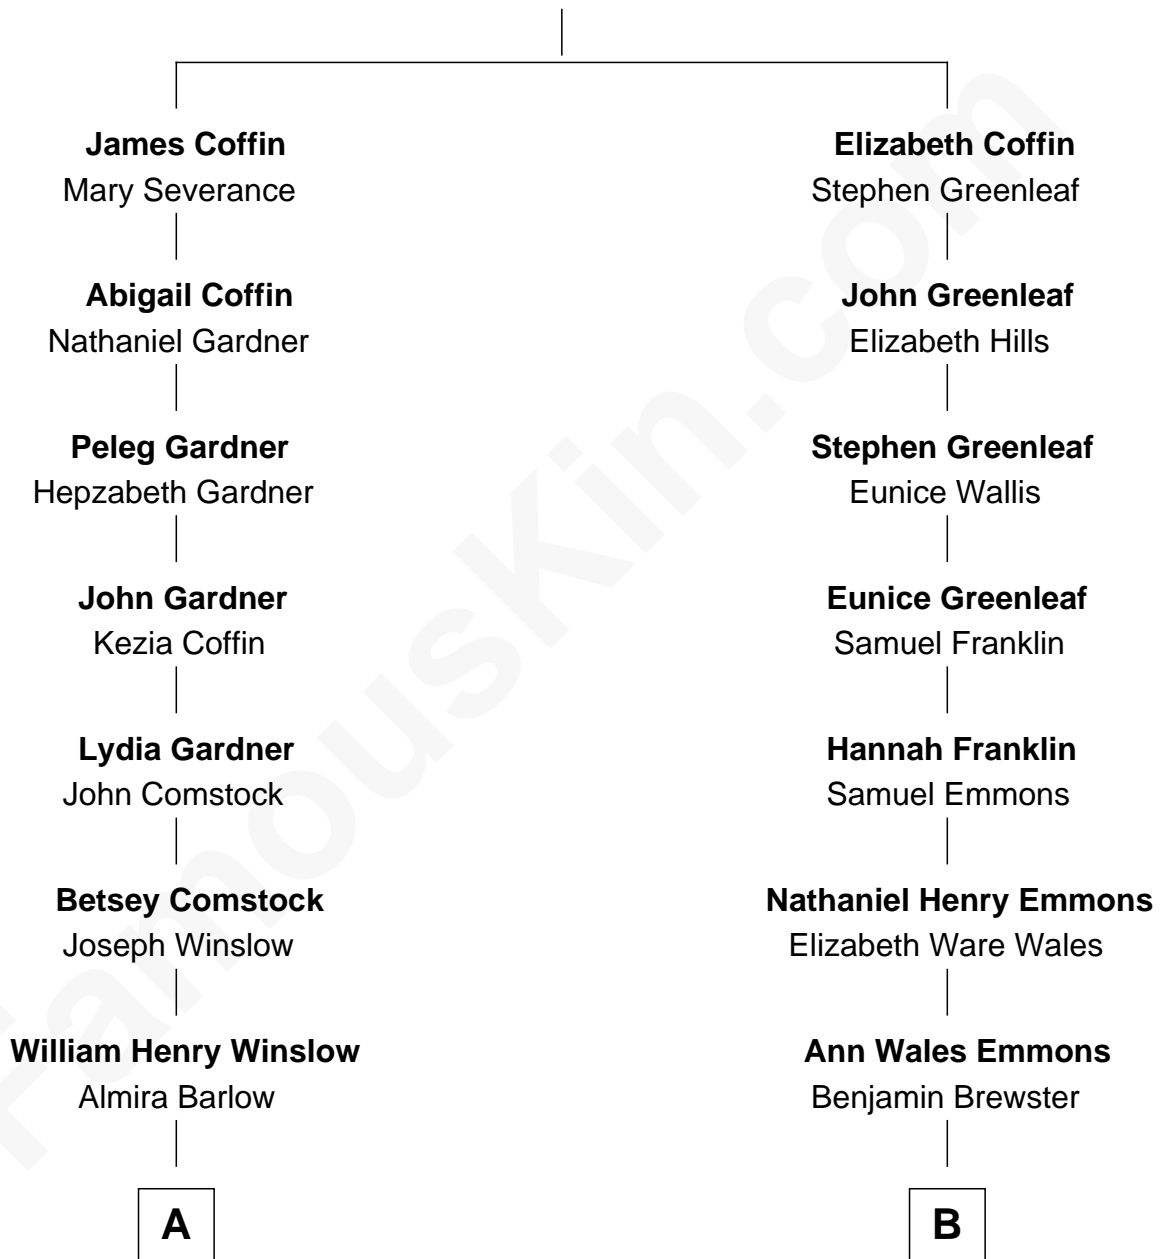 James Coffin
Mary Severance
Abigail Coffin
Nathaniel Gardner
Peleg Gardner
Hepzabeth Gardner
John Gardner
Kezia Coffin
Lydia Gardner
John Comstock
Betsey Comstock
Joseph Winslow
William Henry Winslow
Almira Barlow
A
Elizabeth Coffin
Stephen Greenleaf
John Greenleaf
Elizabeth Hills
Stephen Greenleaf
Eunice Wallis
Eunice Greenleaf
Samuel Franklin
Hannah Franklin
Samuel Emmons
Nathaniel Henry Emmons
Elizabeth Ware Wales
Ann Wales Emmons
Benjamin Brewster
B
FamousKin.com